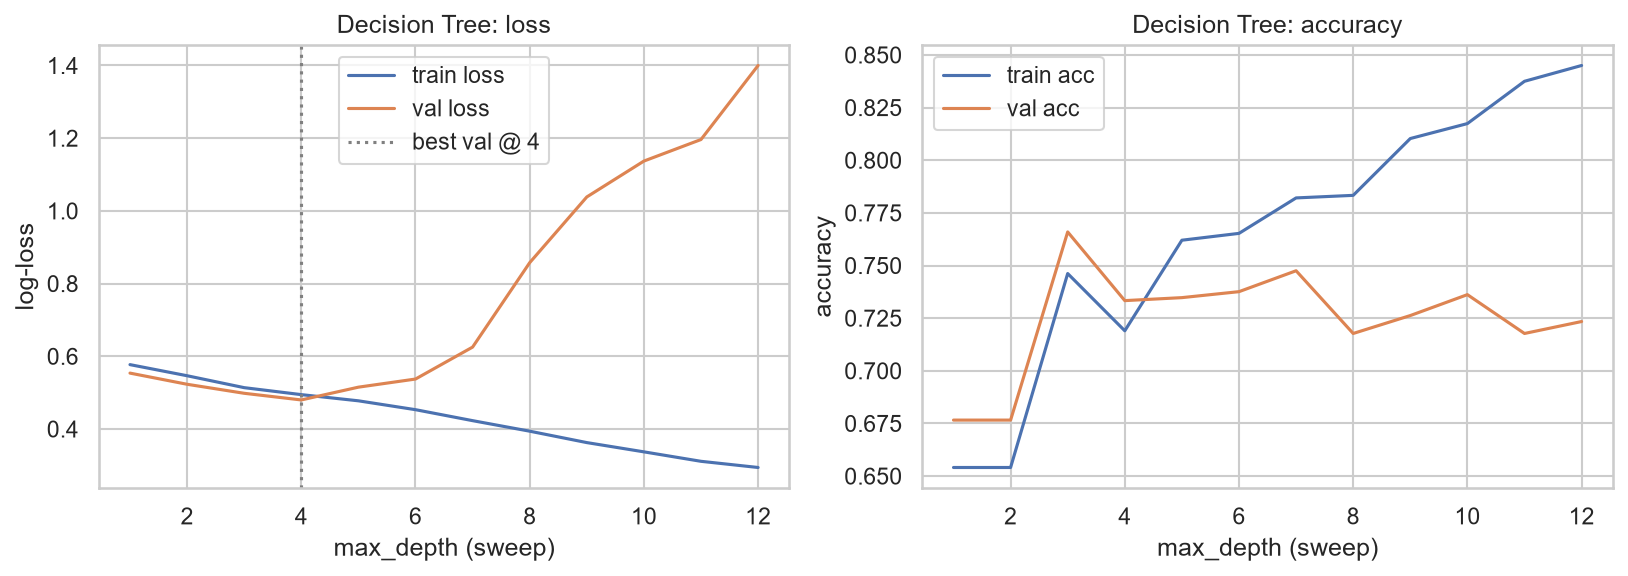 Decision Tree: loss
1.4
1.2
1.0
0.8
0.6
0.4
log-loss
train loss
val loss
best val @ 4
2 4 6 8 10 12
max_depth (sweep)
Decision Tree: accuracy
0.850
0.825
0.800
0.775
0.750
0.725
0.700
0.675
0.650
accuracy
train acc
val acc
2 4 6 8 10 12
max_depth (sweep)